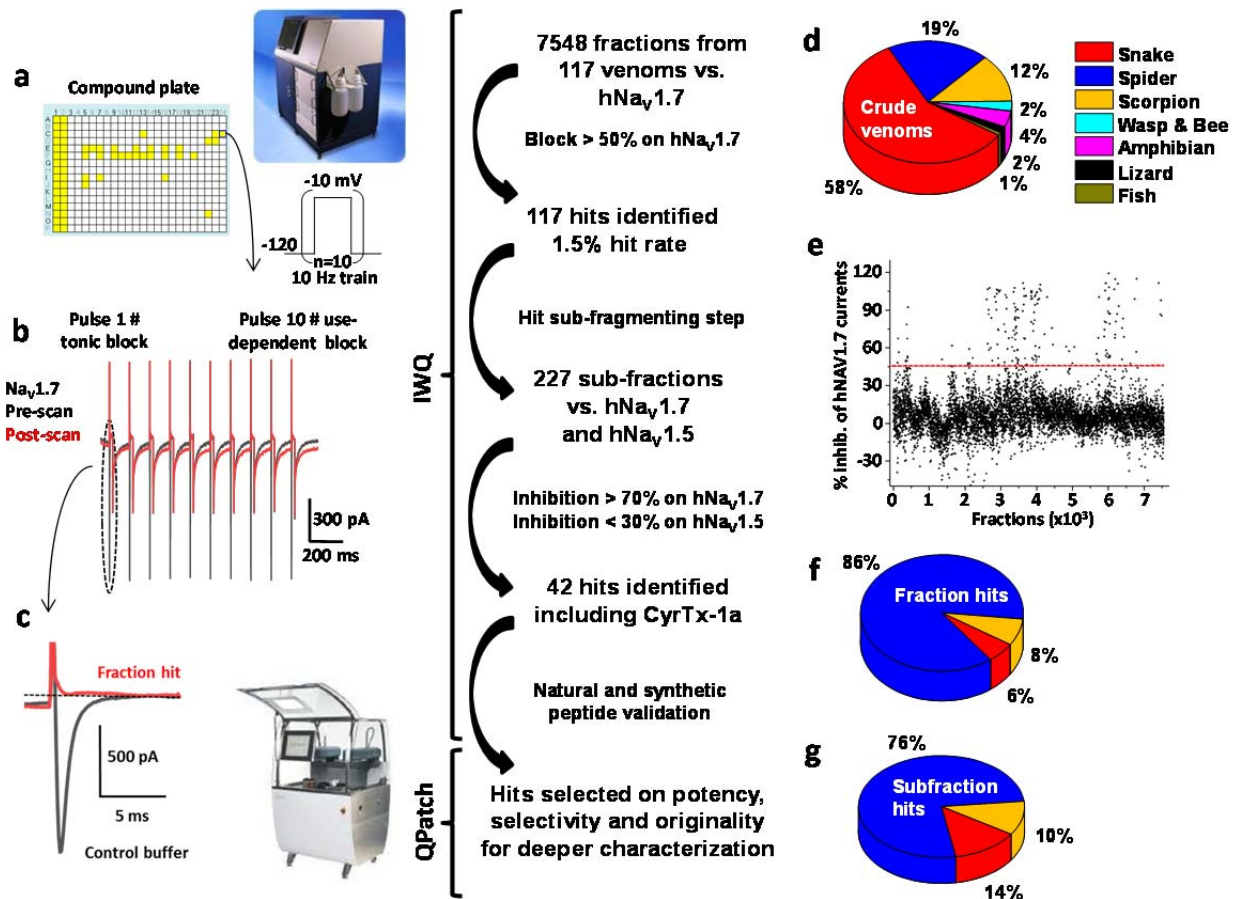 a
Compound plate
-10 mV
-120
n=10
10 Hz train
b
Pulse 1 #
tonic block
Pulse 10 # use-
dependent block
Na_V1.7
Pre-scan
Post-scan
300 pA
200 ms
c
Fraction hit
500 pA
5 ms
Control buffer
IWQ
QPatch
7548 fractions from
117 venoms vs.
hNa_V1.7
Block > 50% on hNa_V1.7
117 hits identified
1.5% hit rate
Hit sub-fragmenting step
227 sub-fractions
vs. hNa_V1.7
and hNa_V1.5
Inhibition > 70% on hNa_V1.7
Inhibition < 30% on hNa_V1.5
42 hits identified
including CyrTx-1a
Natural and synthetic
peptide validation
Hits selected on potency,
selectivity and originality
for deeper characterization
d
19%
12%
2%
4%
2%
1%
58%
Crude
venoms
Snake
Spider
Scorpion
Wasp & Bee
Amphibian
Lizard
Fish
e
% inhib. of hNAV1.7 currents
120
90
60
30
0
-30
0 1 2 3 4 5 6 7
Fractions (x10³)
f
86%
Fraction hits
8%
6%
g
76%
Subfraction
hits
10%
14%